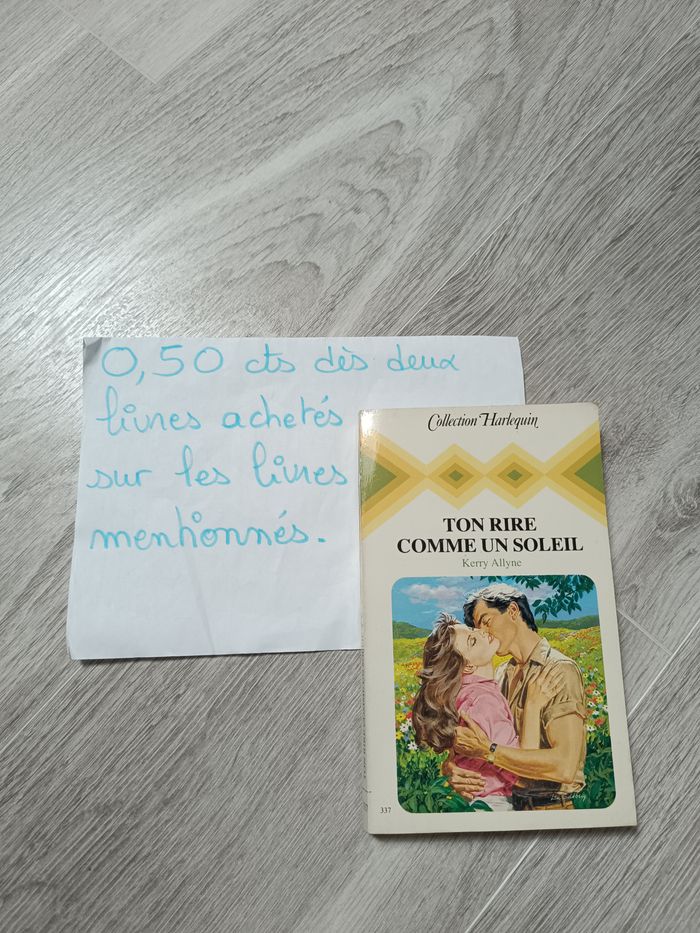 0,50 cts dès deux
livres achetés
sur les livres
mentionnés.
Collection Harlequin
TON RIRE
COMME UN SOLEIL
Kerry Allyne
337